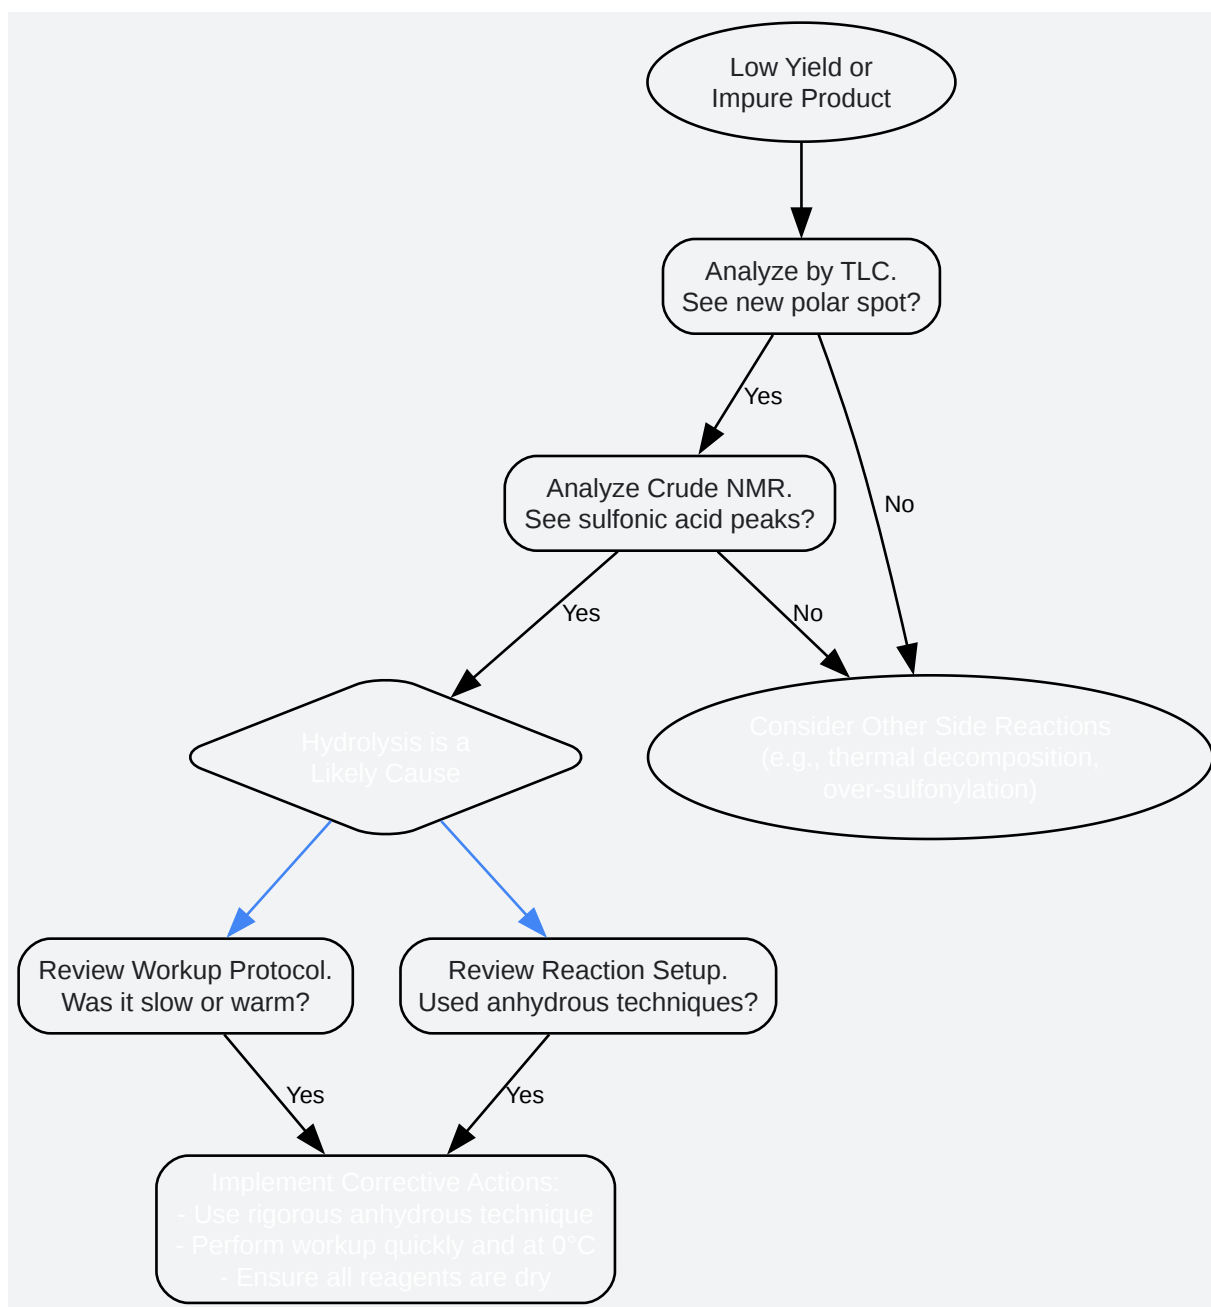 Low Yield or
Impure Product
Analyze by TLC.
See new polar spot?
Yes
Analyze Crude NMR.
See sulfonic acid peaks?
No
Yes
No
Hydrolysis is a
Likely Cause
Consider Other Side Reactions
(e.g., thermal decomposition,
over-sulfonylation)
Review Workup Protocol.
Was it slow or warm?
Review Reaction Setup.
Used anhydrous techniques?
Yes
Yes
Implement Corrective Actions:
- Use rigorous anhydrous technique
- Perform workup quickly and at 0°C
- Ensure all reagents are dry